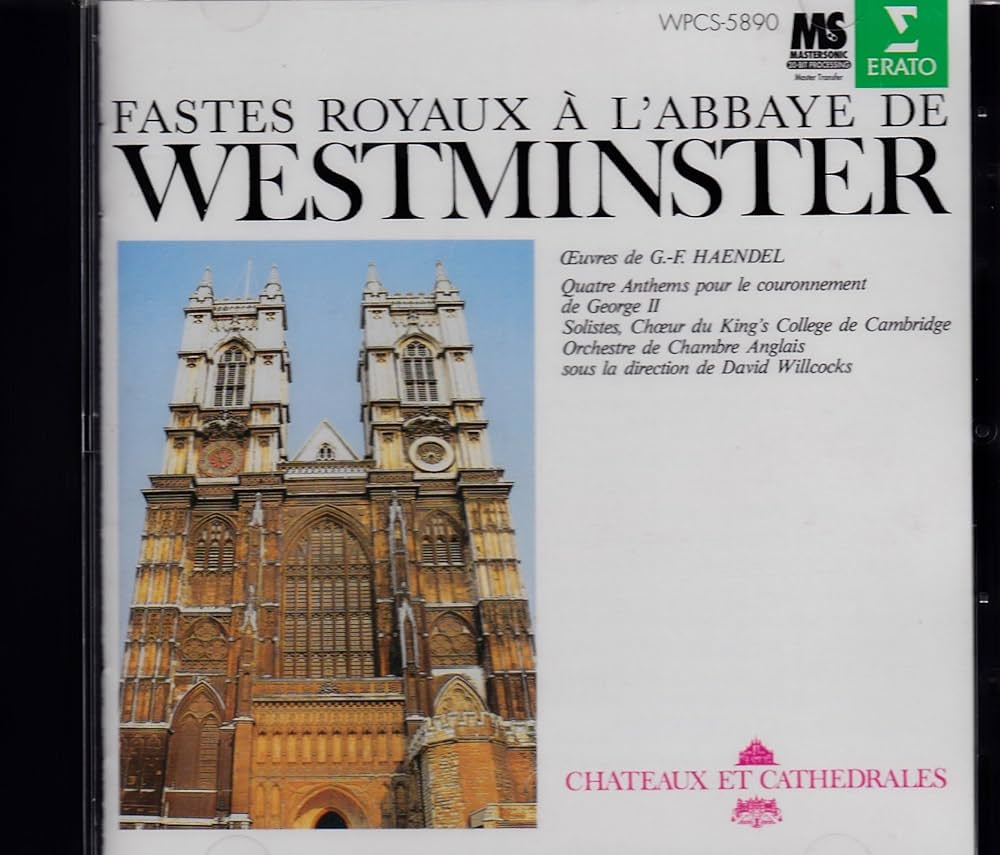 WPCS-5890
MS
MASTERSONIC
20-BIT PROCESSING
Master Transfer
ERATO
FASTES ROYAUX À L'ABBAYE DE
WESTMINSTER
Œuvres de G.-F. HAENDEL
Quatre Anthems pour le couronnement
de George II
Solistes, Chœur du King's College de Cambridge
Orchestre de Chambre Anglais
sous la direction de David Willcocks
CHATEAUX ET CATHEDRALES